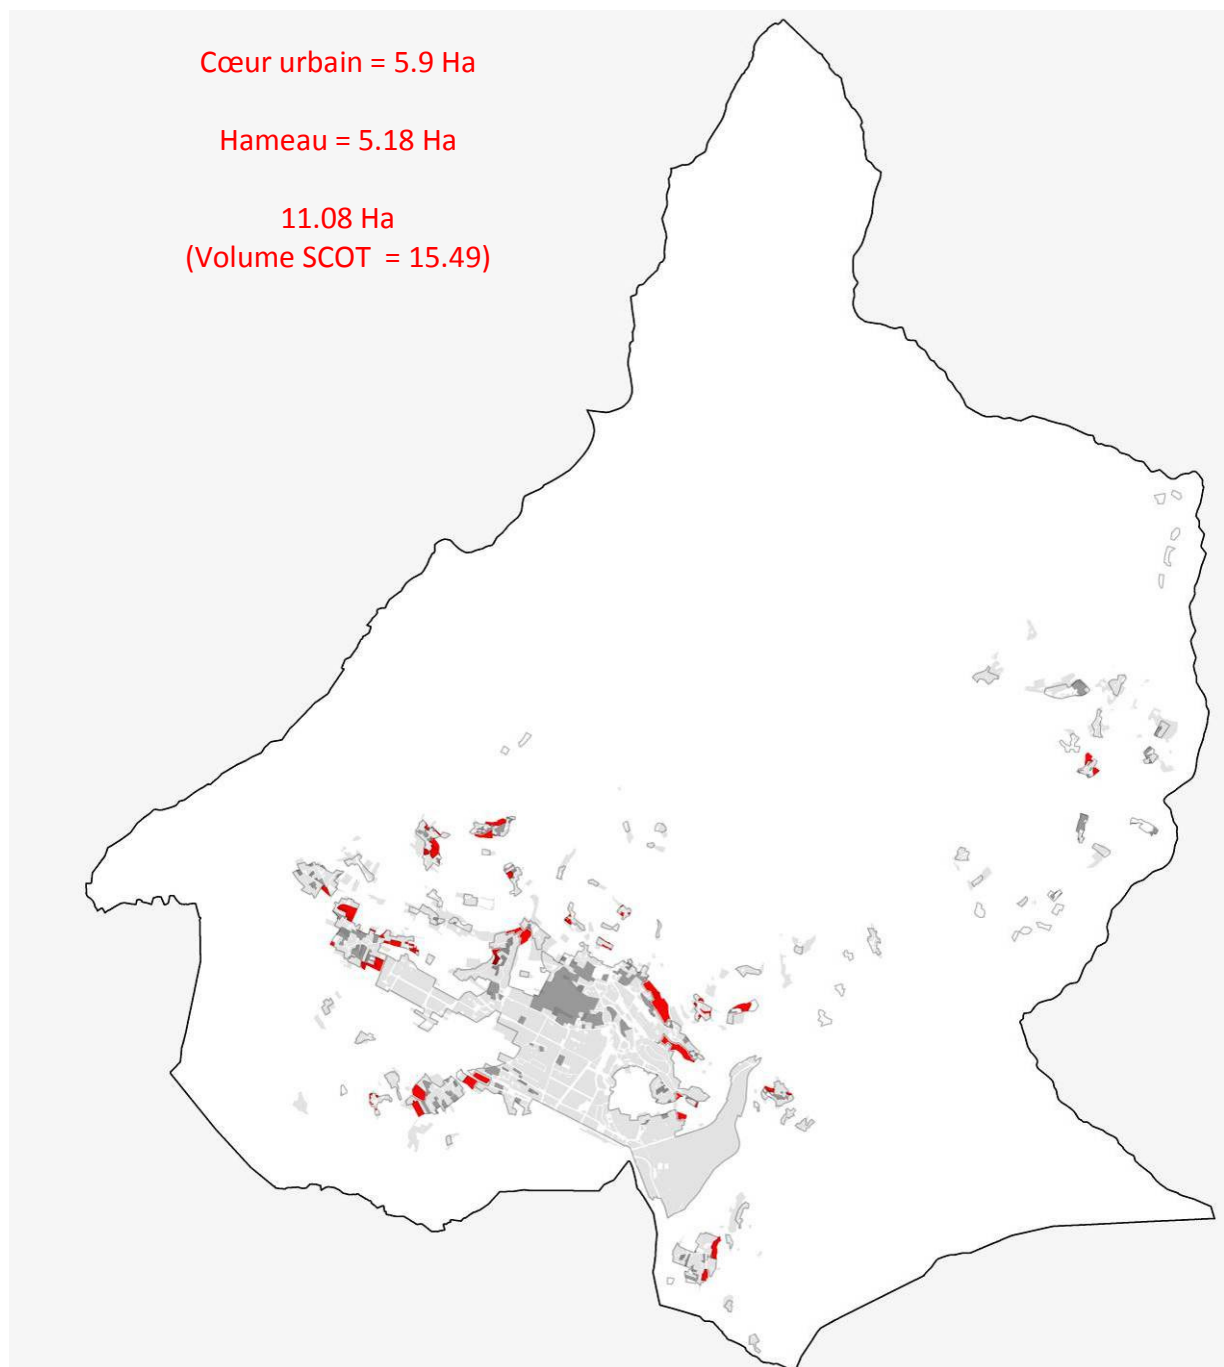 Cœur urbain = 5.9 Ha
Hameau = 5.18 Ha
11.08 Ha
(Volume SCOT  = 15.49)